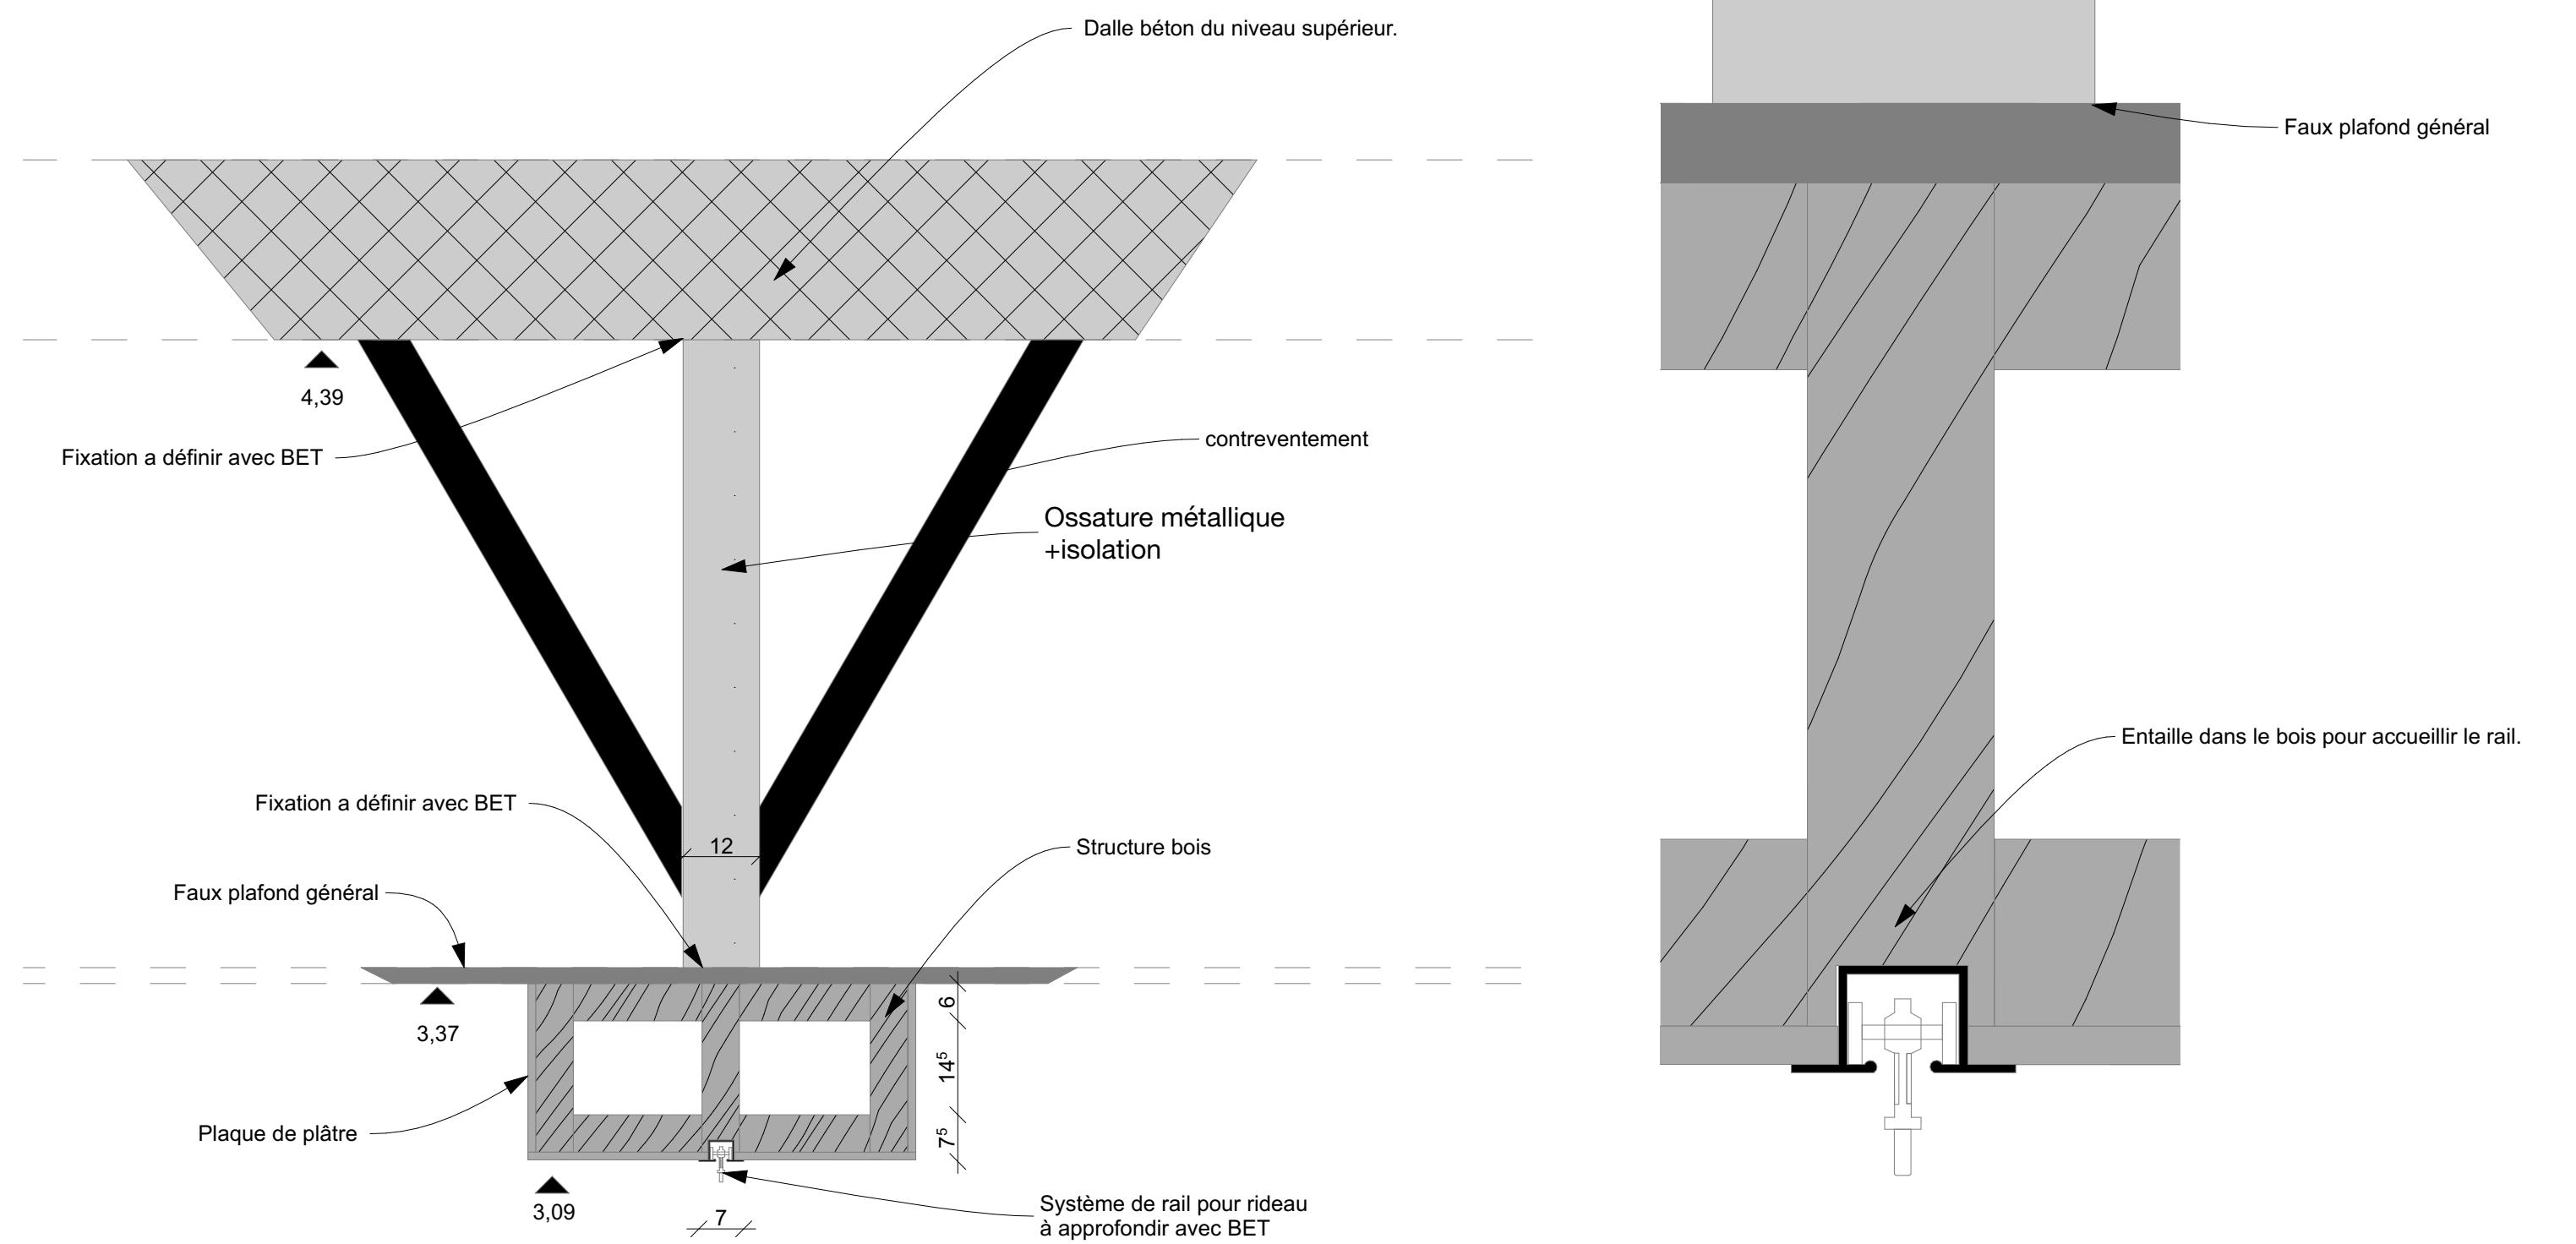 Dalle béton du niveau supérieur.
4,39
Fixation a définir avec BET
contreventement
Ossature métallique
+isolation
Fixation a définir avec BET
12
Structure bois
Faux plafond général
3,37
6
14⁵
7⁵
Plaque de plâtre
3,09
7
Système de rail pour rideau
à approfondir avec BET
Faux plafond général
Entaille dans le bois pour accueillir le rail.